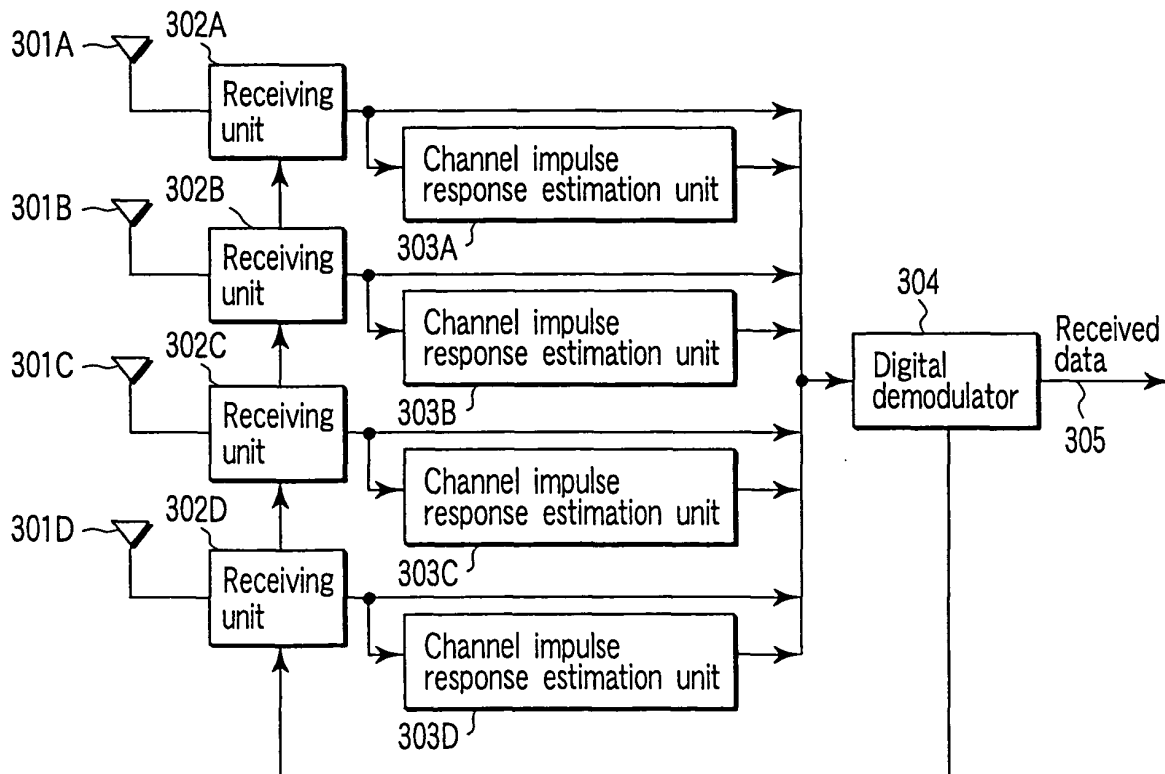 301A
302A
Receiving
unit
Channel impulse
response estimation unit
303A
301B
302B
Receiving
unit
Channel impulse
response estimation unit
303B
304
Digital
demodulator
Received
data
305
301C
302C
Receiving
unit
Channel impulse
response estimation unit
303C
301D
302D
Receiving
unit
Channel impulse
response estimation unit
303D